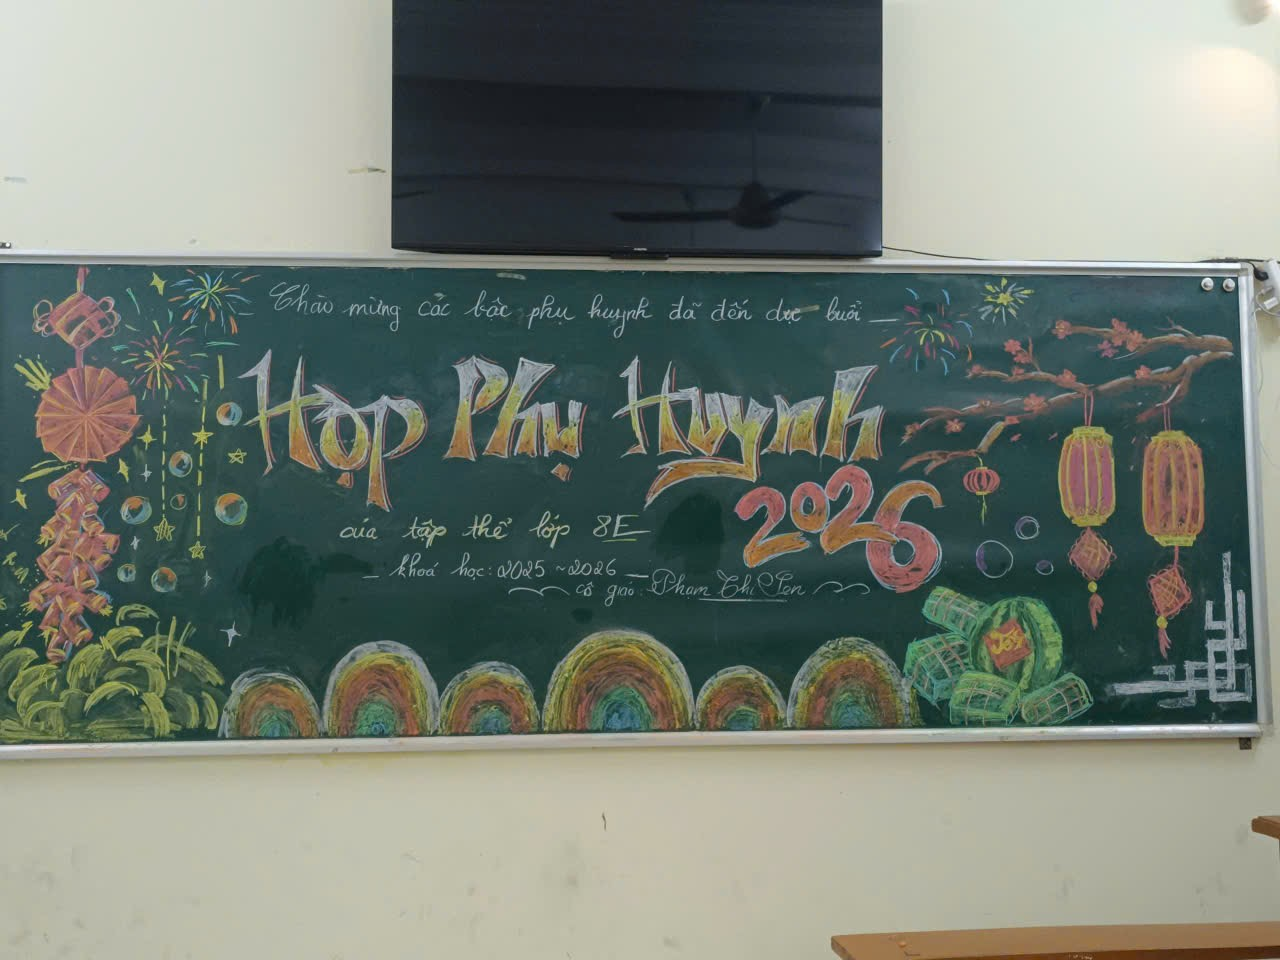 Chào mừng các bậc phụ huynh đã đến dự buổi
Họp Phụ Huynh
2026
của tập thể lớp 8E
- khoá học: 2025 ~ 2026 -
cô giáo: Phạm Thị
Tết